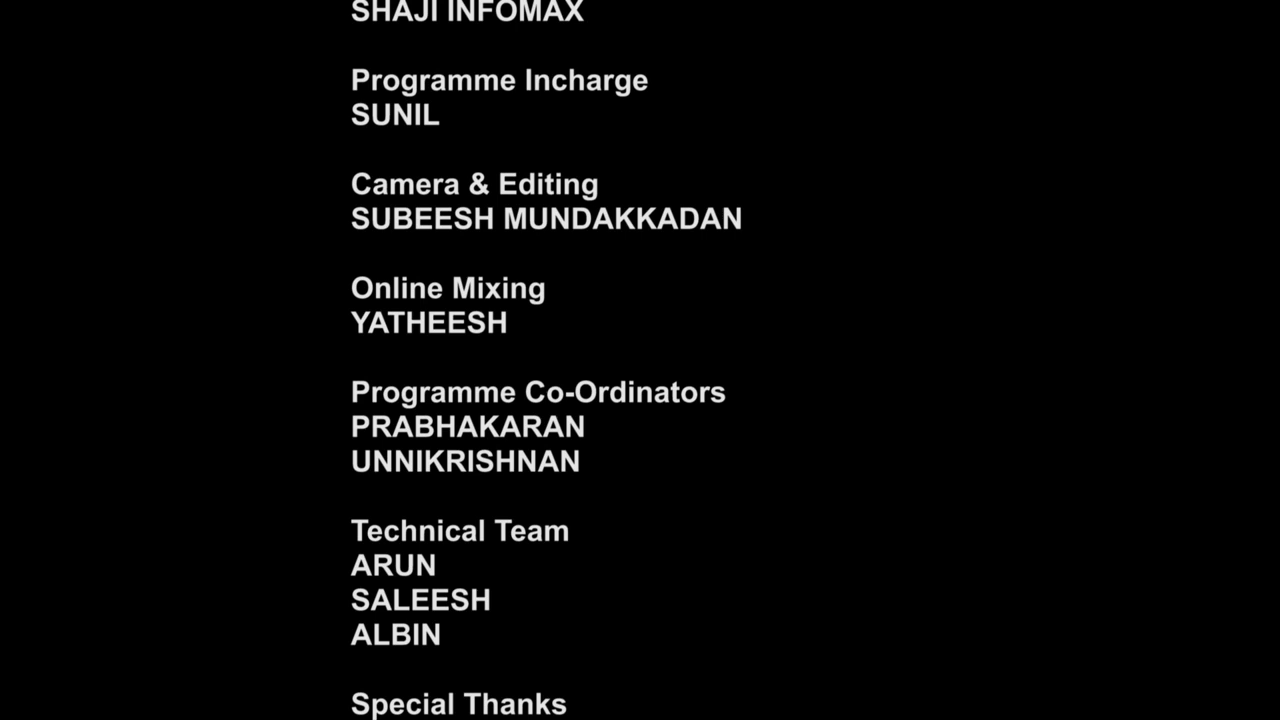 SHAJI INFOMAX
Programme Incharge
SUNIL
Camera & Editing
SUBEESH MUNDAKKADAN
Online Mixing
YATHEESH
Programme Co-Ordinators
PRABHAKARAN
UNNIKRISHNAN
Technical Team
ARUN
SALEESH
ALBIN
Special Thanks